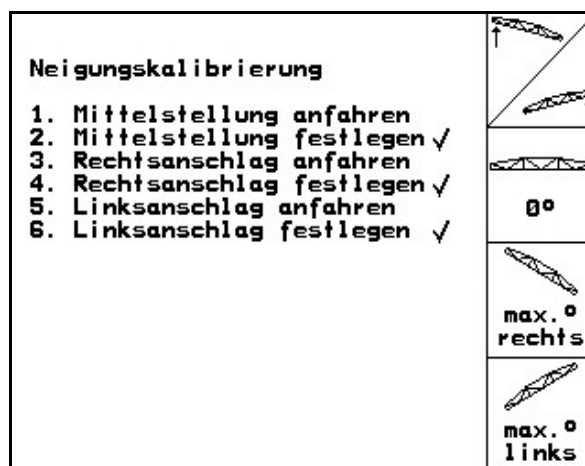 Neigungskalibrierung
1. Mittelstellung anfahren
2. Mittelstellung festlegen ✓
3. Rechtsanschlag anfahren
4. Rechtsanschlag festlegen ✓
5. Linksanschlag anfahren
6. Linksanschlag festlegen ✓
0°
max.°
rechts
max.°
links